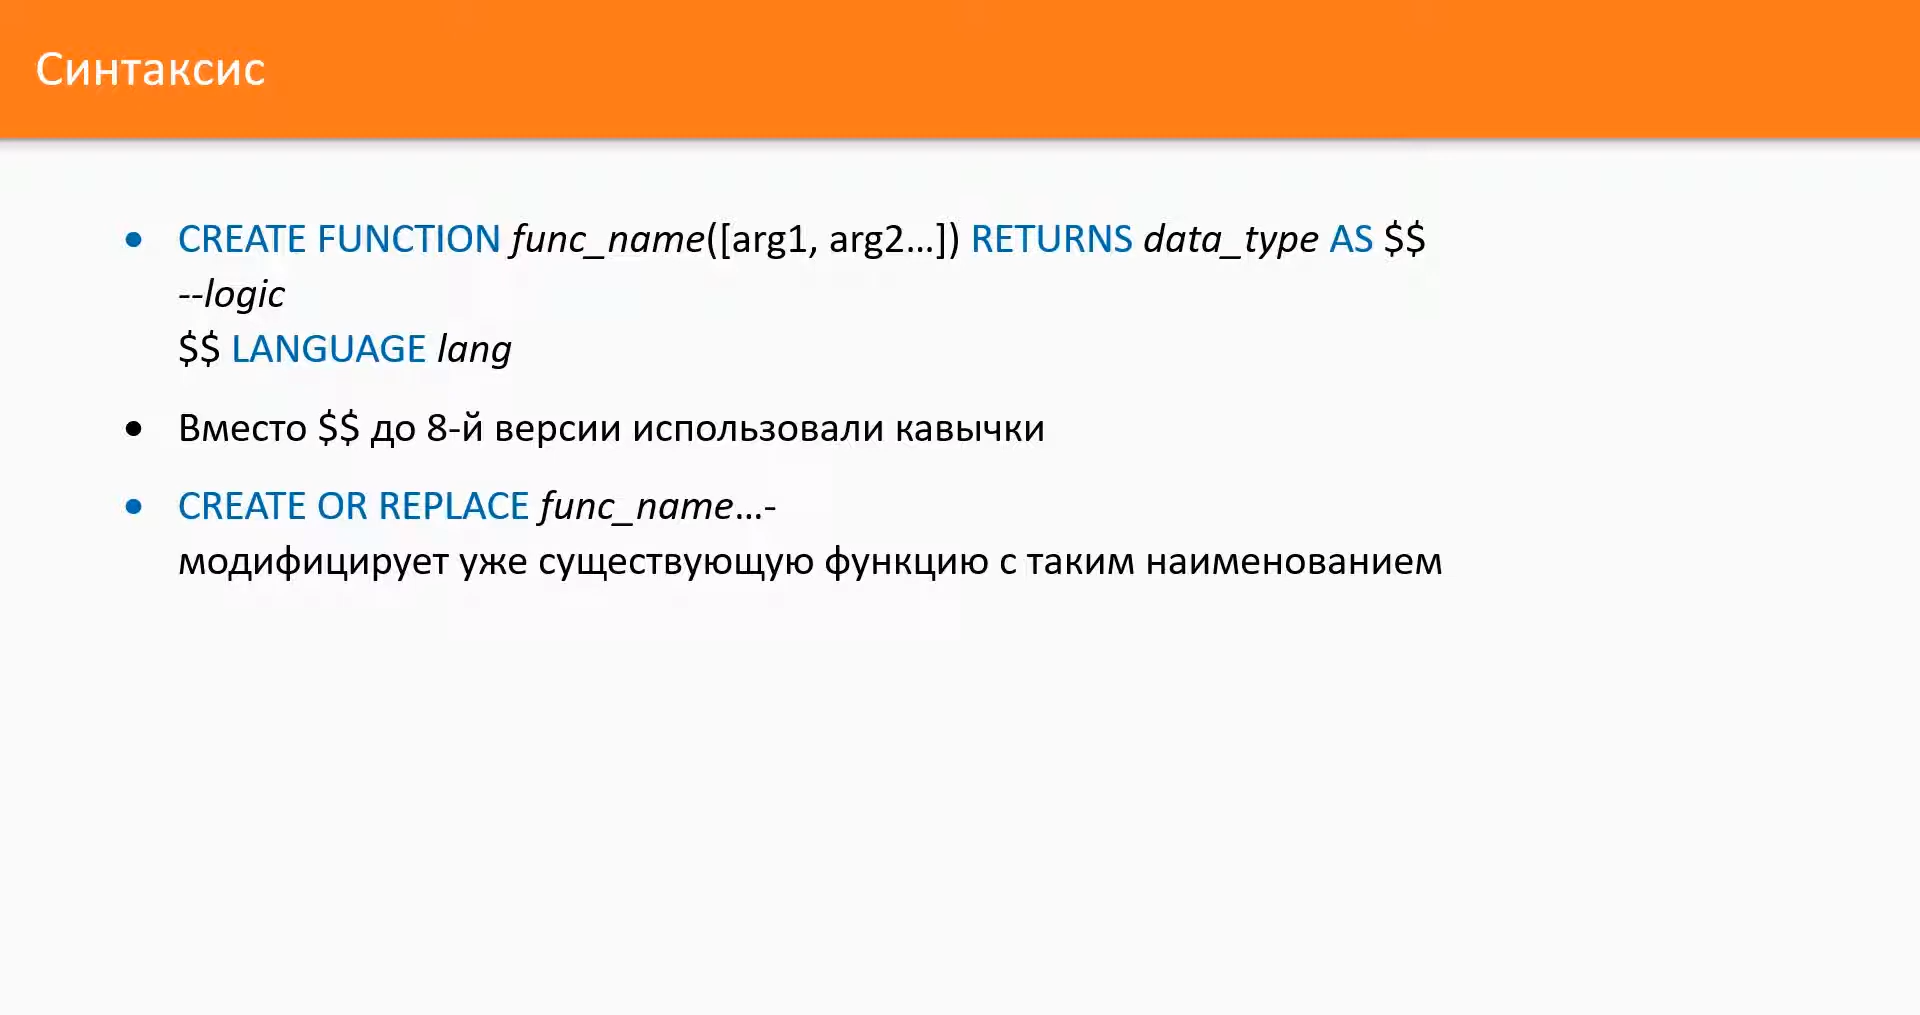 Синтаксис
• CREATE FUNCTION func_name([arg1, arg2…]) RETURNS data_type AS $$
--logic
$$ LANGUAGE lang
• Вместо $$ до 8-й версии использовали кавычки
• CREATE OR REPLACE func_name…-
модифицирует уже существующую функцию с таким наименованием